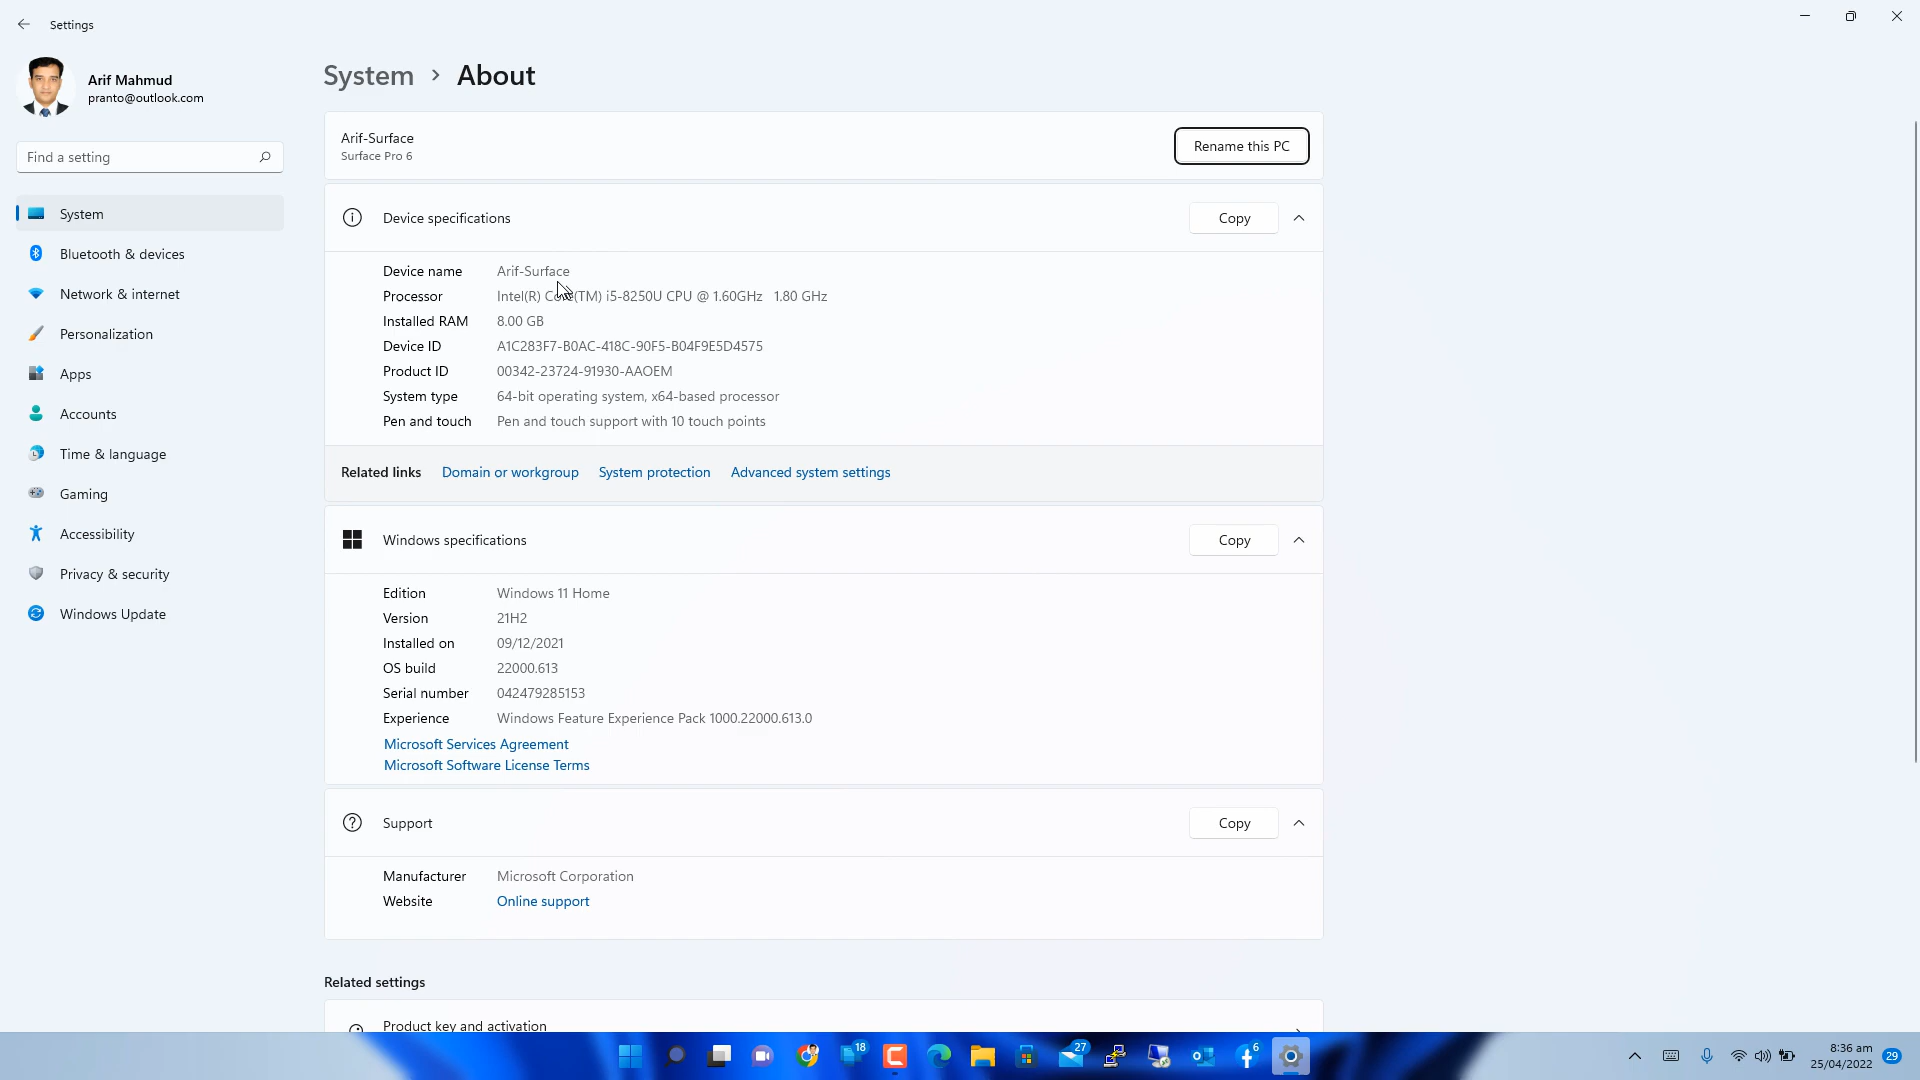 Settings
Arif Mahmud
pranto@outlook.com
Find a setting
System
Bluetooth & devices
Network & internet
Personalization
Apps
Accounts
Time & language
Gaming
Accessibility
Privacy & security
Windows Update
System > About
Arif-Surface
Surface Pro 6
Rename this PC
Device specifications Copy
Device name Arif-Surface
Processor Intel(R) Core(TM) i5-8250U CPU @ 1.60GHz 1.80 GHz
Installed RAM 8.00 GB
Device ID A1C283F7-B0AC-418C-90F5-B04F9E5D4575
Product ID 00342-23724-91930-AAOEM
System type 64-bit operating system, x64-based processor
Pen and touch Pen and touch support with 10 touch points
Related links Domain or workgroup System protection Advanced system settings
Windows specifications Copy
Edition Windows 11 Home
Version 21H2
Installed on 09/12/2021
OS build 22000.613
Serial number 042479285153
Experience Windows Feature Experience Pack 1000.22000.613.0
Microsoft Services Agreement
Microsoft Software License Terms
Support Copy
Manufacturer Microsoft Corporation
Website Online support
Related settings
Product key and activation
18 27 6
8:36 am
25/04/2022
29